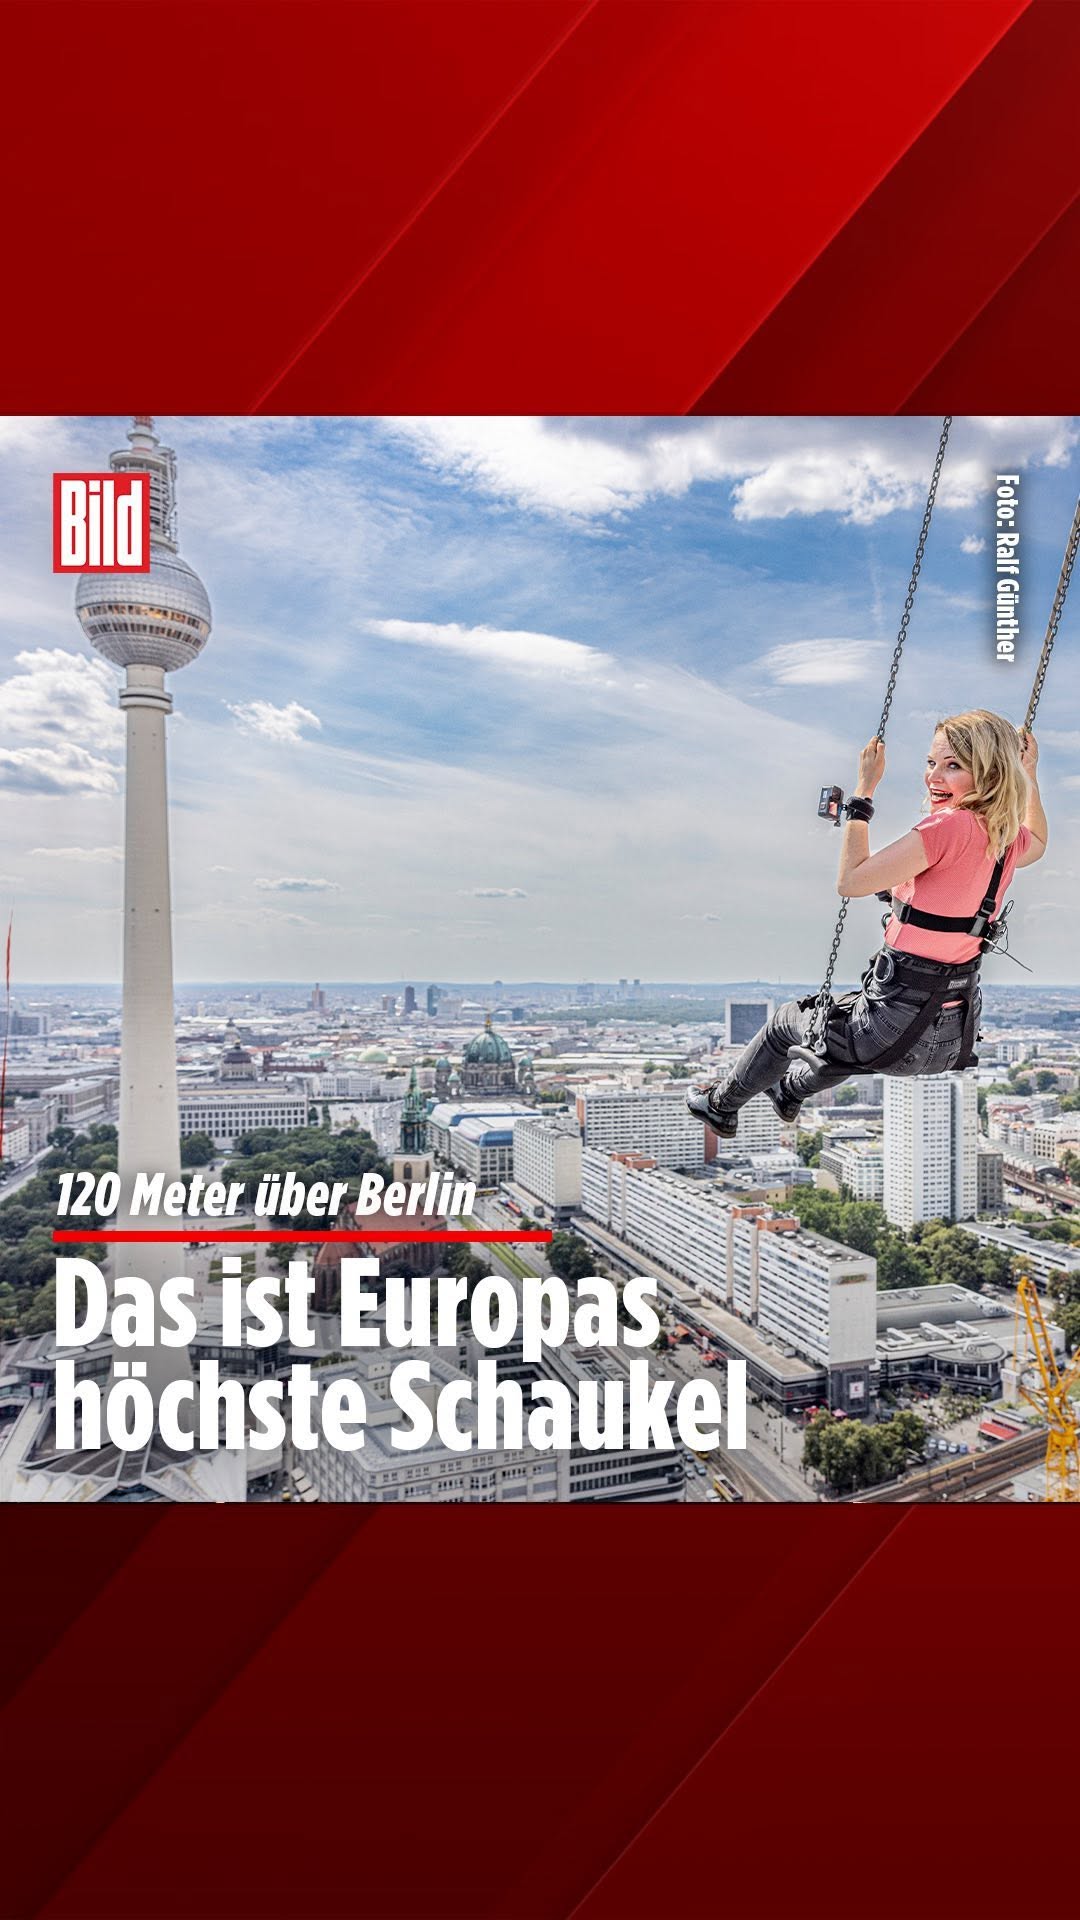 Bild
Foto: Ralf Günther
120 Meter über Berlin
Das ist Europas
höchste Schaukel